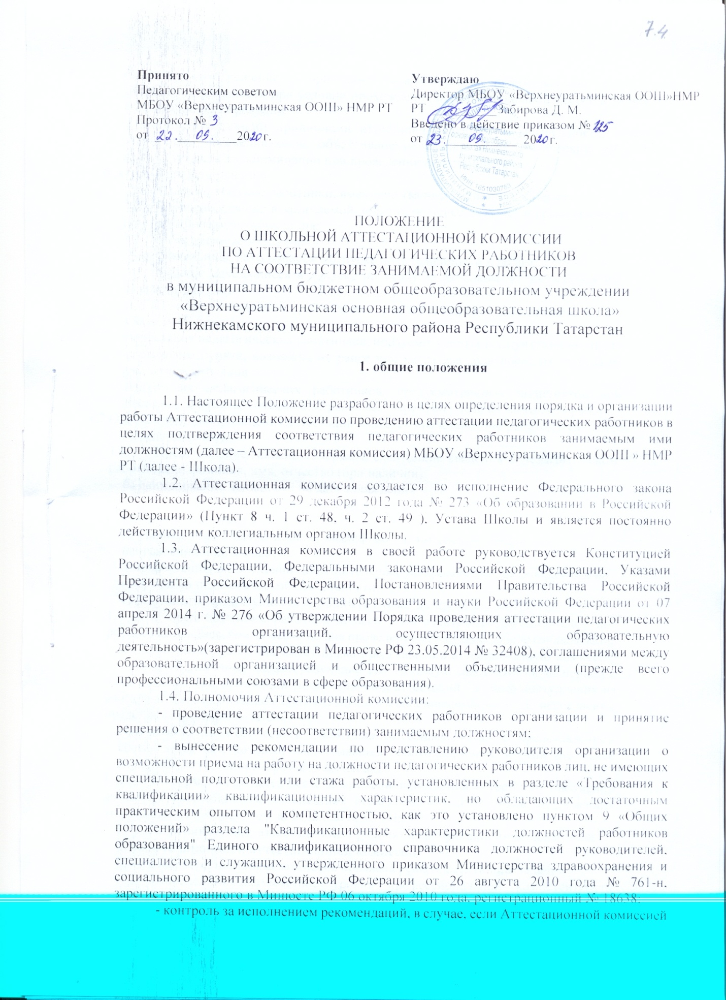 7.4
Принято
Педагогическим советом
МБОУ «Верхнеуратьминская ООШ» НМР РТ
Протокол № 3
от 22. 09. 2020г.
Утверждаю
Директор МБОУ «Верхнеуратьминская ООШ»НМР
РТ Забирова Д. М.
Введено в действие приказом № 125
от 23. 09. 2020г.
Муниципального района
Республики Татарстан
ИНН 1651030783
ПОЛОЖЕНИЕ
О ШКОЛЬНОЙ АТТЕСТАЦИОННОЙ КОМИССИИ
ПО АТТЕСТАЦИИ ПЕДАГОГИЧЕСКИХ РАБОТНИКОВ
НА СООТВЕТСТВИЕ ЗАНИМАЕМОЙ ДОЛЖНОСТИ
в муниципальном бюджетном общеобразовательном учреждении
«Верхнеуратьминская основная общеобразовательная школа»
Нижнекамского муниципального района Республики Татарстан
1. общие положения
1.1. Настоящее Положение разработано в целях определения порядка и организации
работы Аттестационной комиссии по проведению аттестации педагогических работников в
целях подтверждения соответствия педагогических работников занимаемым ими
должностям (далее – Аттестационная комиссия) МБОУ «Верхнеуратьминская ООШ » НМР
РТ (далее - Школа).
1.2. Аттестационная комиссия создается во исполнение Федерального закона
Российской Федерации от 29 декабря 2012 года № 273 «Об образовании в Российской
Федерации» (Пункт 8 ч. 1 ст. 48, ч. 2 ст. 49 ), Устава Школы и является постоянно
действующим коллегиальным органом Школы.
1.3. Аттестационная комиссия в своей работе руководствуется Конституцией
Российской Федерации, Федеральными законами Российской Федерации, Указами
Президента Российской Федерации, Постановлениями Правительства Российской
Федерации, приказом Министерства образования и науки Российской Федерации от 07
апреля 2014 г. № 276 «Об утверждении Порядка проведения аттестации педагогических
работников организаций, осуществляющих образовательную
деятельность»(зарегистрирован в Минюсте РФ 23.05.2014 № 32408), соглашениями между
образовательной организацией и общественными объединениями (прежде всего
профессиональными союзами в сфере образования).
1.4. Полномочия Аттестационной комиссии:
- проведение аттестации педагогических работников организации и принятие
решения о соответствии (несоответствии) занимаемым должностям;
- вынесение рекомендации по представлению руководителя организации о
возможности приема на работу на должности педагогических работников лиц, не имеющих
специальной подготовки или стажа работы, установленных в разделе «Требования к
квалификации» квалификационных характеристик, но обладающих достаточным
практическим опытом и компетентностью, как это установлено пунктом 9 «Общих
положений» раздела "Квалификационные характеристики должностей работников
образования" Единого квалификационного справочника должностей руководителей,
специалистов и служащих, утвержденного приказом Министерства здравоохранения и
социального развития Российской Федерации от 26 августа 2010 года № 761-н,
зарегистрированного в Минюсте РФ 06 октября 2010 года, регистрационный № 18638;
- контроль за исполнением рекомендаций, в случае, если Аттестационной комиссией